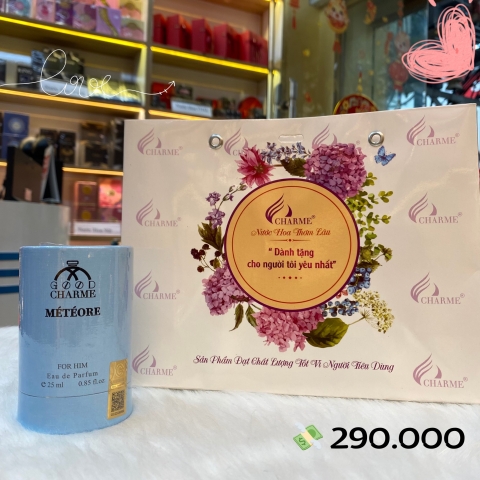 Love
CHARME
CHARME
CHARME
CHARME
CHARME
CHARME
CHARME
CHARME®
Nước Hoa Thơm Lâu
" Dành tặng
cho người tôi yêu nhất"
Sản Phẩm Đạt Chất Lượng Tốt Vì Người Tiêu Dùng
GOOD
CHARME
MÉTÉORE
FOR HIM
Eau de Parfum
℮ 25 ml 0.85 fl.oz
290.000